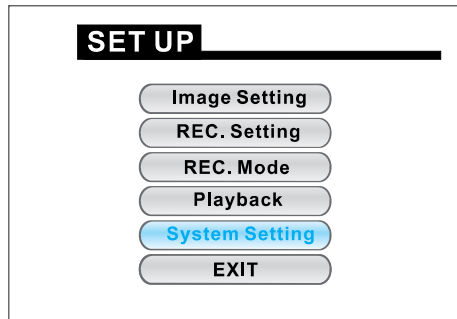 SET UP
Image Setting
REC. Setting
REC. Mode
Playback
System Setting
EXIT